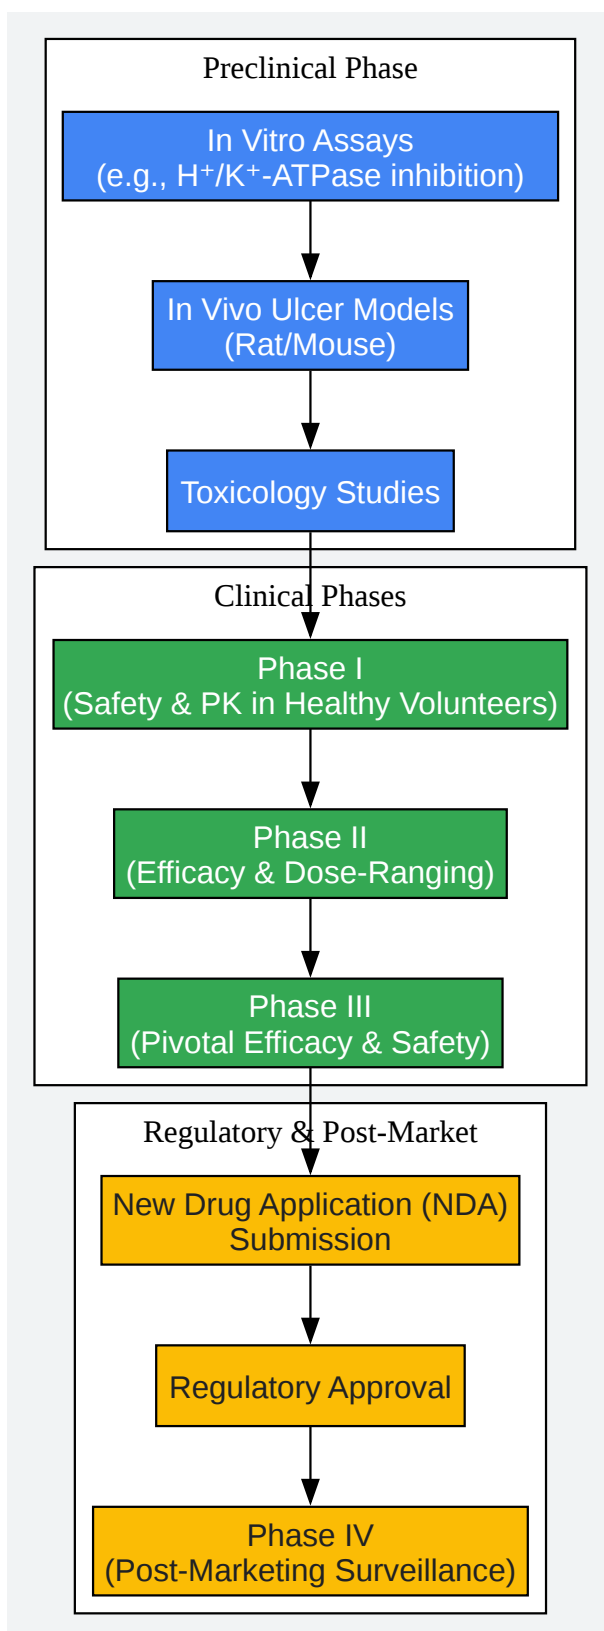 Preclinical Phase
In Vitro Assays
(e.g., H⁺/K⁺-ATPase inhibition)
In Vivo Ulcer Models
(Rat/Mouse)
Toxicology Studies
Clinical Phases
Phase I
(Safety & PK in Healthy Volunteers)
Phase II
(Efficacy & Dose-Ranging)
Phase III
(Pivotal Efficacy & Safety)
Regulatory & Post-Market
New Drug Application (NDA)
Submission
Regulatory Approval
Phase IV
(Post-Marketing Surveillance)